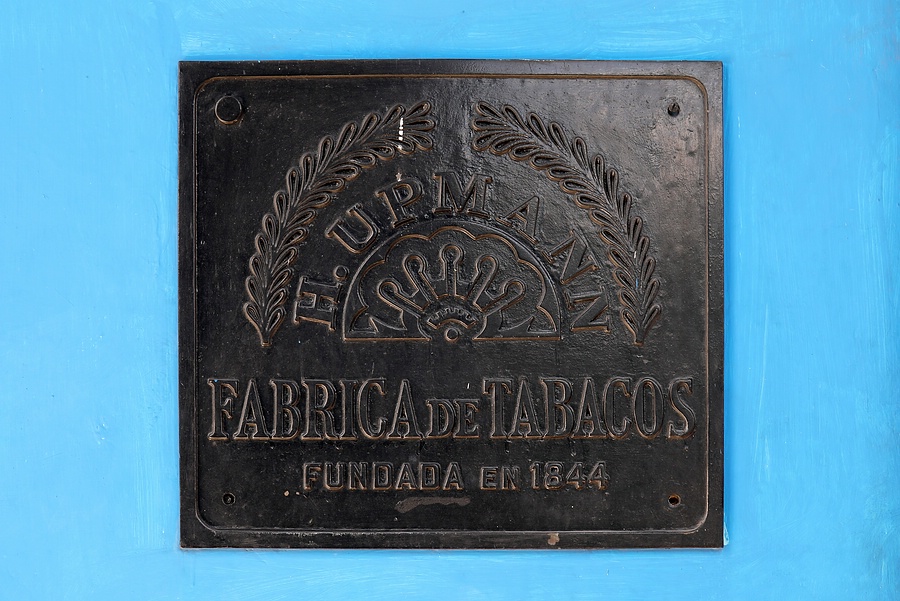 H. UPMANN
FABRICA DE TABACOS
FUNDADA EN 1844